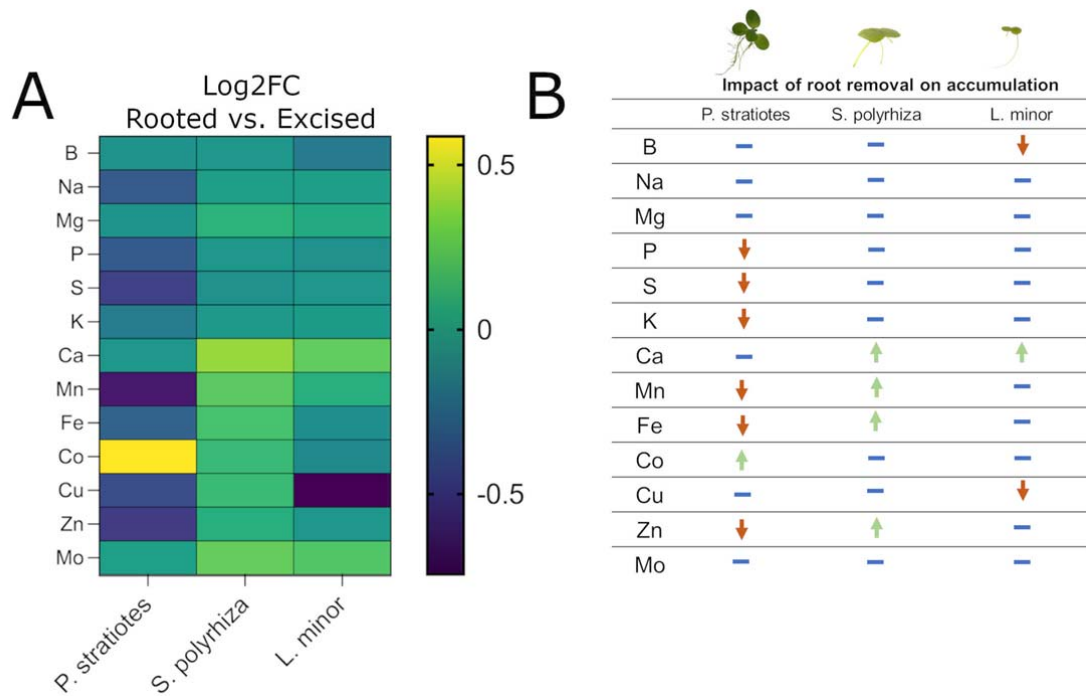 A
Log2FC
Rooted vs. Excised
B
Na
Mg
P
S
K
Ca
Mn
Fe
Co
Cu
Zn
Mo
0.5
0
-0.5
P. stratiotes
S. polyrhiza
L. minor
B
Impact of root removal on accumulation
P. stratiotes S. polyrhiza L. minor
B
Na
Mg
P
S
K
Ca
Mn
Fe
Co
Cu
Zn
Mo